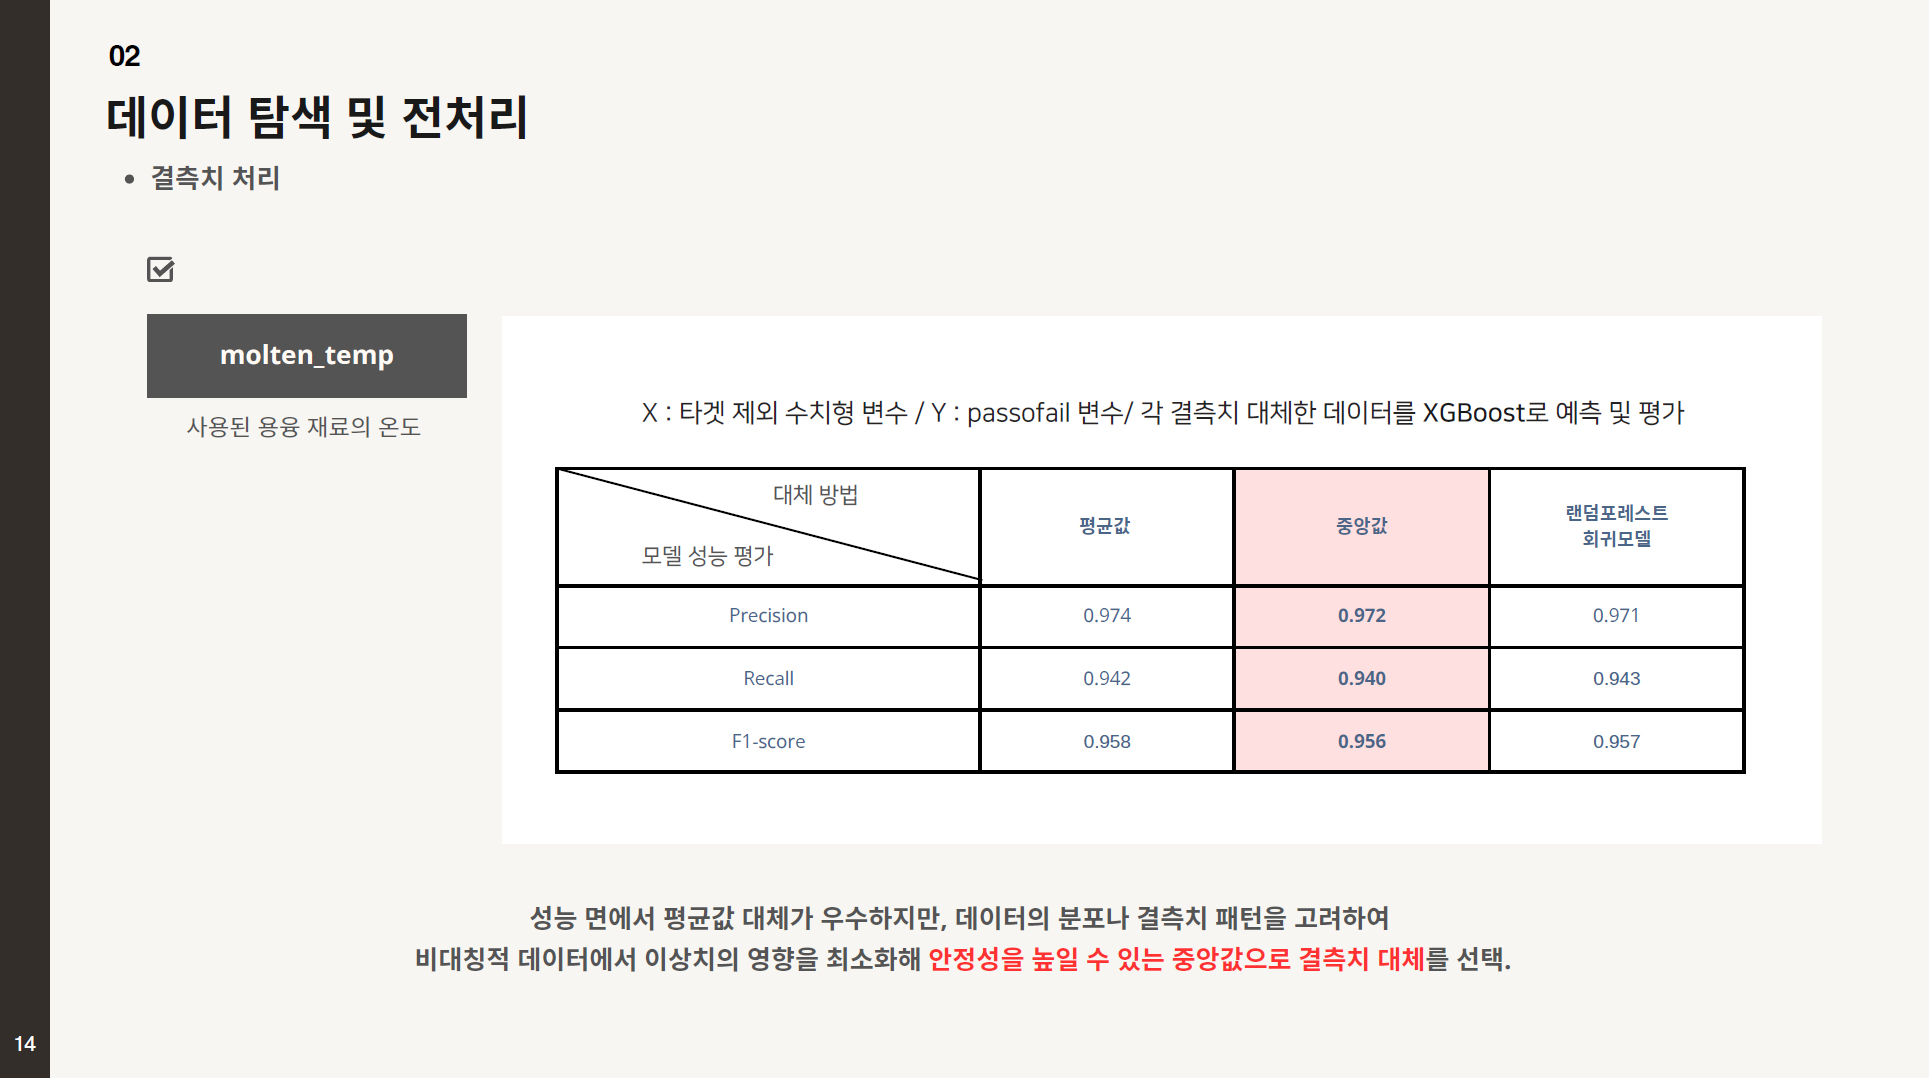 02
데이터 탐색 및 전처리
• 결측치 처리
molten_temp
사용된 용융 재료의 온도
X : 타겟 제외 수치형 변수 / Y : passofail 변수/ 각 결측치 대체한 데이터를 XGBoost로 예측 및 평가
대체 방법
모델 성능 평가
평균값
중앙값
랜덤포레스트
회귀모델
Precision 0.974 0.972 0.971
Recall 0.942 0.940 0.943
F1-score 0.958 0.956 0.957
성능 면에서 평균값 대체가 우수하지만, 데이터의 분포나 결측치 패턴을 고려하여
비대칭적 데이터에서 이상치의 영향을 최소화해 안정성을 높일 수 있는 중앙값으로 결측치 대체를 선택.
14